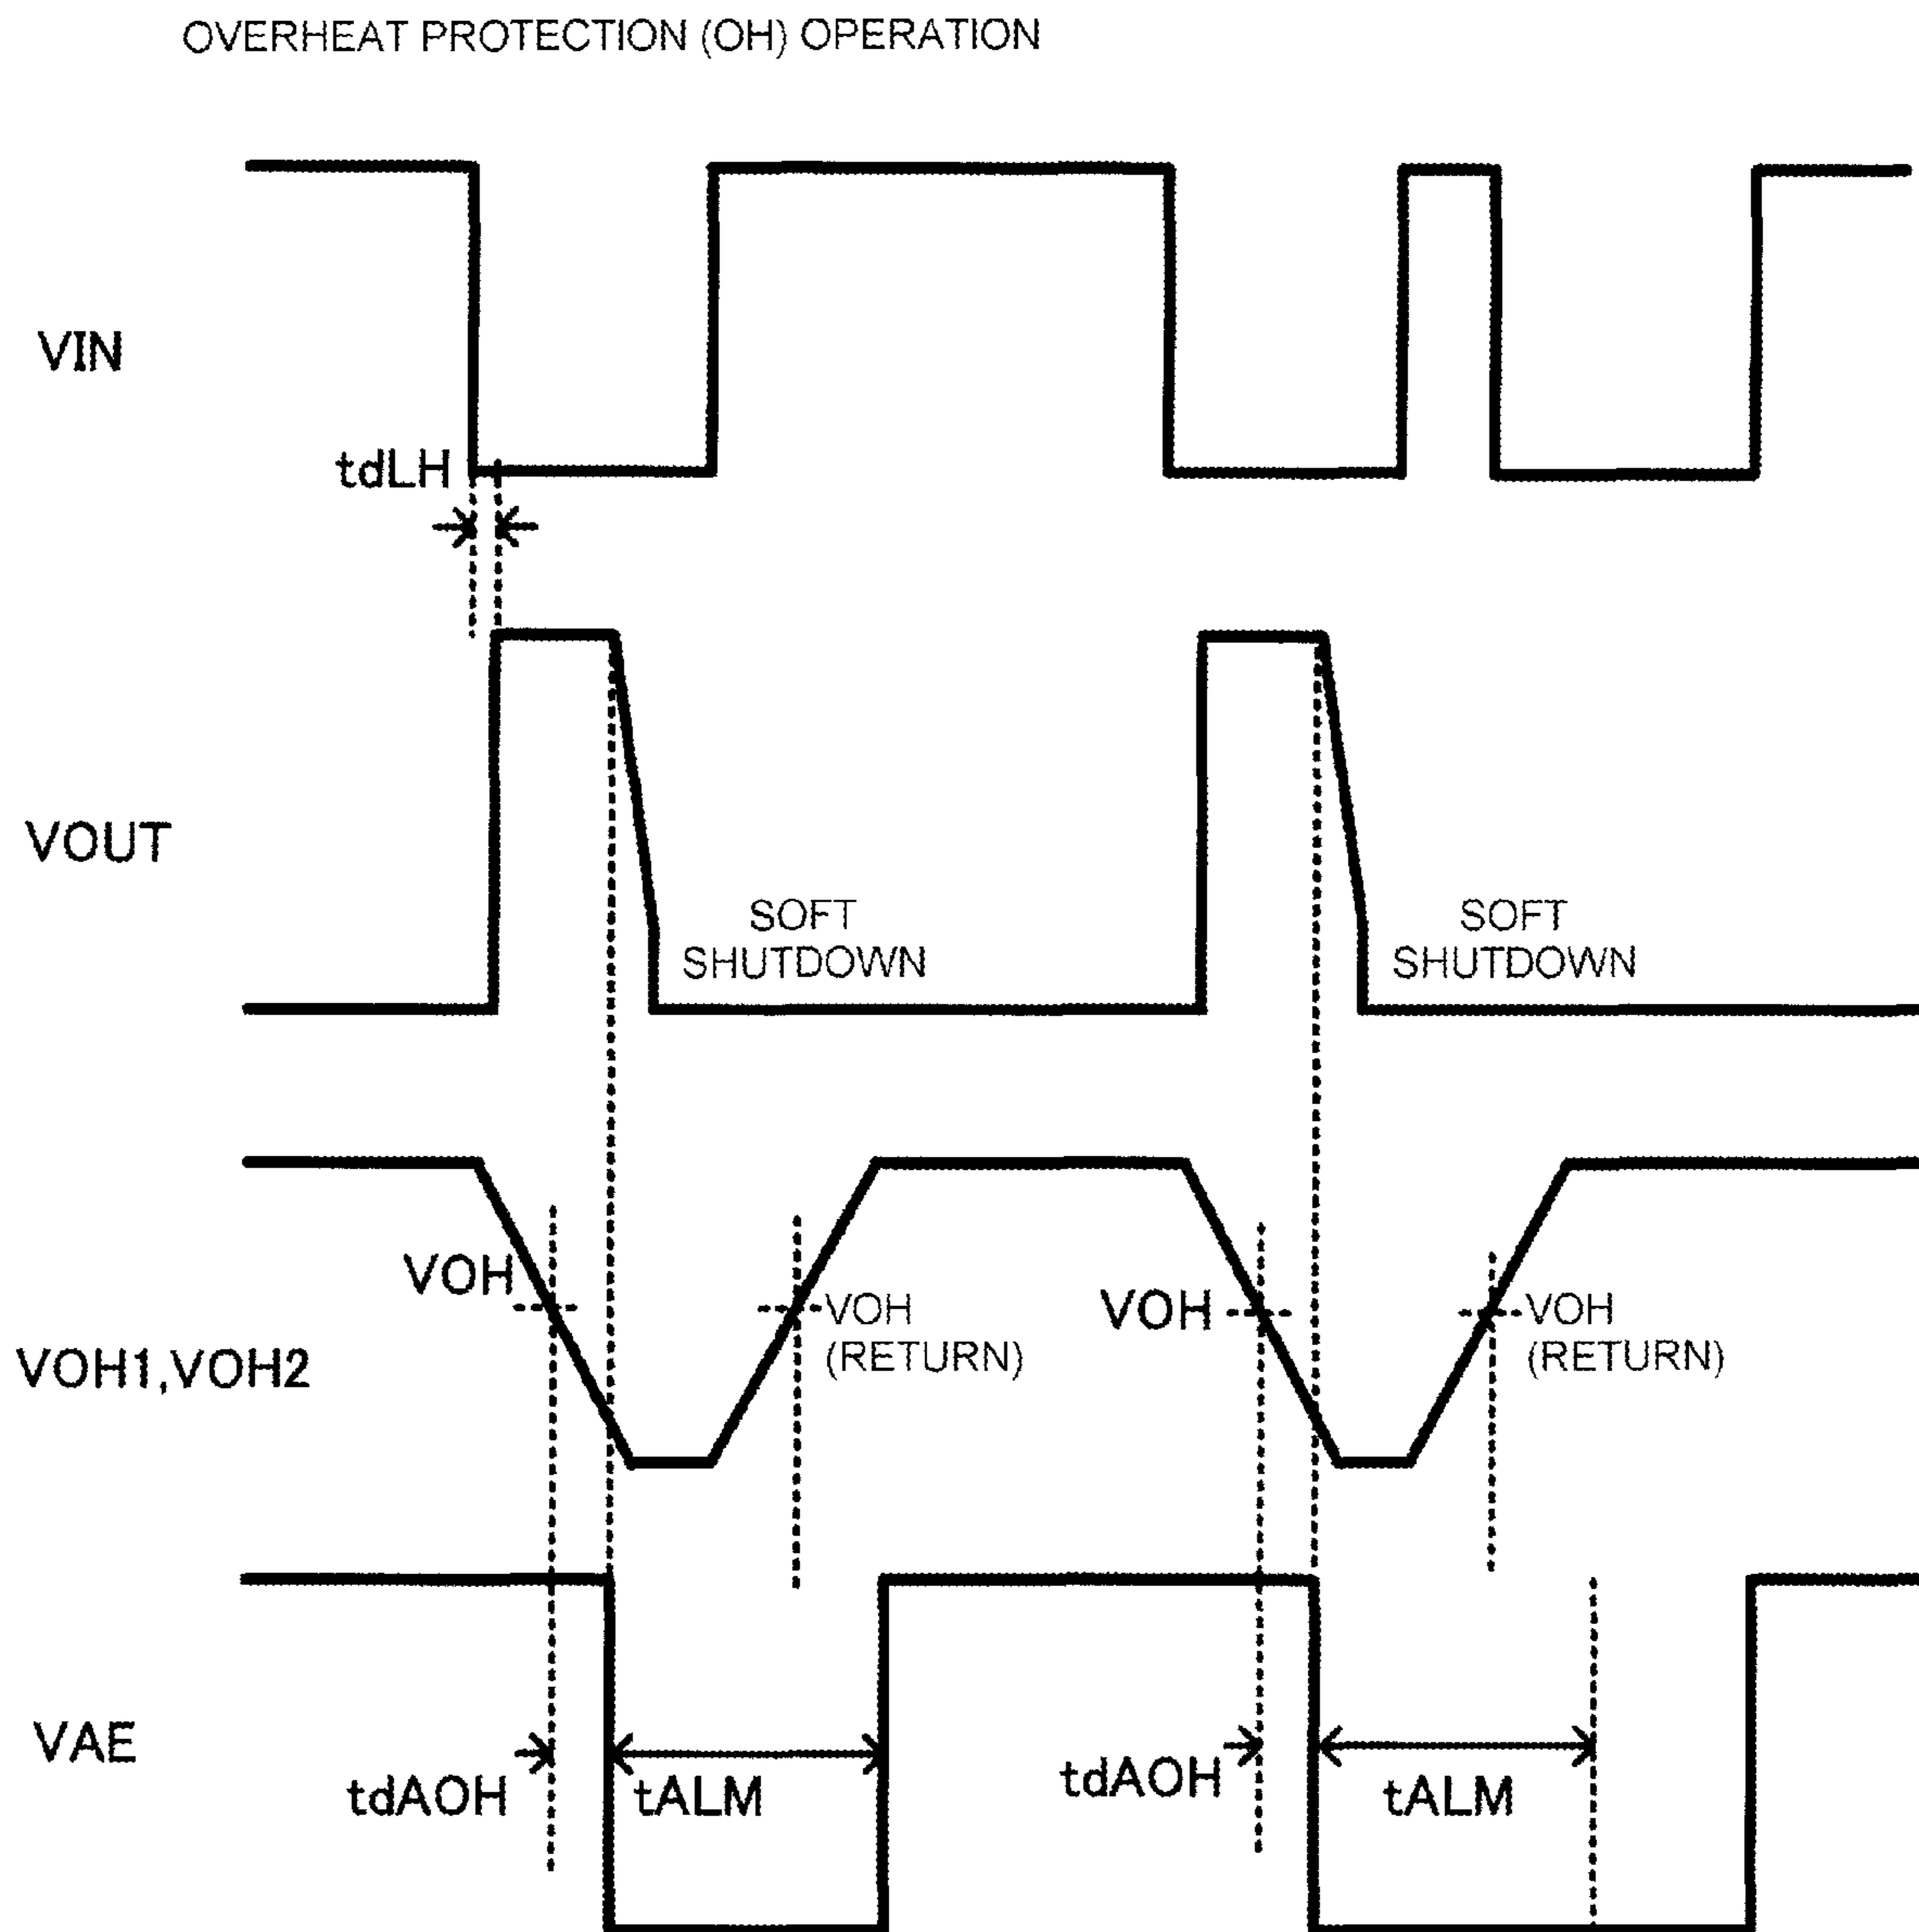 OVERHEAT PROTECTION (OH) OPERATION
VIN
tdLH
VOUT
SOFT
SHUTDOWN
SOFT
SHUTDOWN
VOH
VOH
(RETURN)
VOH
VOH
(RETURN)
VOH1,VOH2
VAE
tdAOH
tALM
tdAOH
tALM